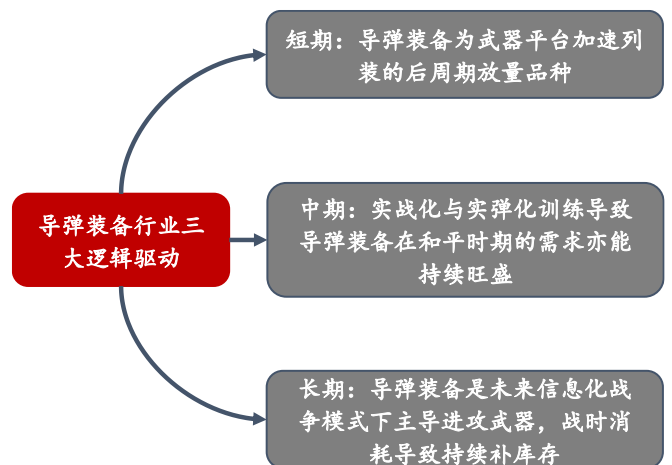 短期：导弹装备为武器平台加速列
装的后周期放量品种
导弹装备行业三
大逻辑驱动
中期：实战化与实弹化训练导致
导弹装备在和平时期的需求亦能
持续旺盛
长期：导弹装备是未来信息化战
争模式下主导进攻武器，战时消
耗导致持续补库存